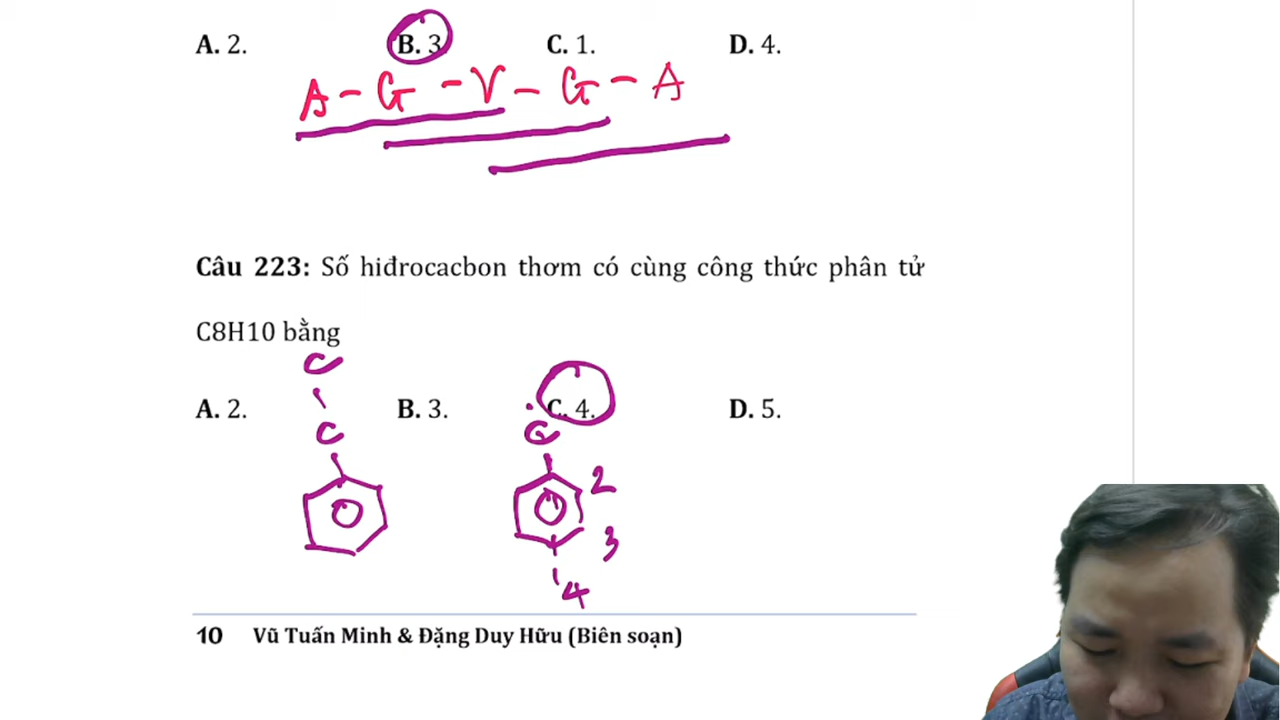 A. 2. B. 3. C. 1. D. 4.
A - G - V - G - A
Câu 223: Số hiđrocacbon thơm có cùng công thức phân tử
C8H10 bằng
C
A. 2. B. 3. C. 4. D. 5.
C C
2
3
4
10 Vũ Tuấn Minh & Đặng Duy Hữu (Biên soạn)